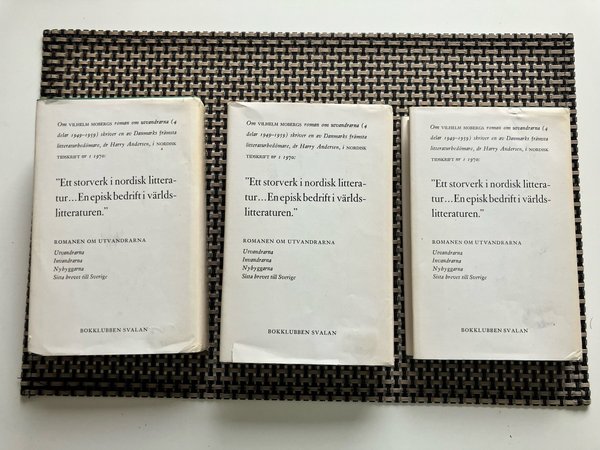 Om VILHELM MOBERGS roman om utvandrarna (4
delar 1949–1959) skriver en av Danmarks främsta
litteraturbedömare, dr Harry Andersen, i NORDISK
TIDSKRIFT nr 1 1970:
"Ett storverk i nordisk littera-
tur...En episk bedrift i världs-
litteraturen."
ROMANEN OM UTVANDRARNA
Utvandrarna
Invandrarna
Nybyggarna
Sista brevet till Sverige
BOKKLUBBEN SVALAN
Om VILHELM MOBERGS roman om utvandrarna (4
delar 1949–1959) skriver en av Danmarks främsta
litteraturbedömare, dr Harry Andersen, i NORDISK
TIDSKRIFT nr 1 1970:
"Ett storverk i nordisk littera-
tur...En episk bedrift i världs-
litteraturen."
ROMANEN OM UTVANDRARNA
Utvandrarna
Invandrarna
Nybyggarna
Sista brevet till Sverige
BOKKLUBBEN SVALAN
Om VILHELM MOBERGS roman om utvandrarna (4
delar 1949–1959) skriver en av Danmarks främsta
litteraturbedömare, dr Harry Andersen, i NORDISK
TIDSKRIFT nr 1 1970:
"Ett storverk i nordisk littera-
tur...En episk bedrift i världs-
litteraturen."
ROMANEN OM UTVANDRARNA
Utvandrarna
Invandrarna
Nybyggarna
Sista brevet till Sverige
BOKKLUBBEN SVALAN